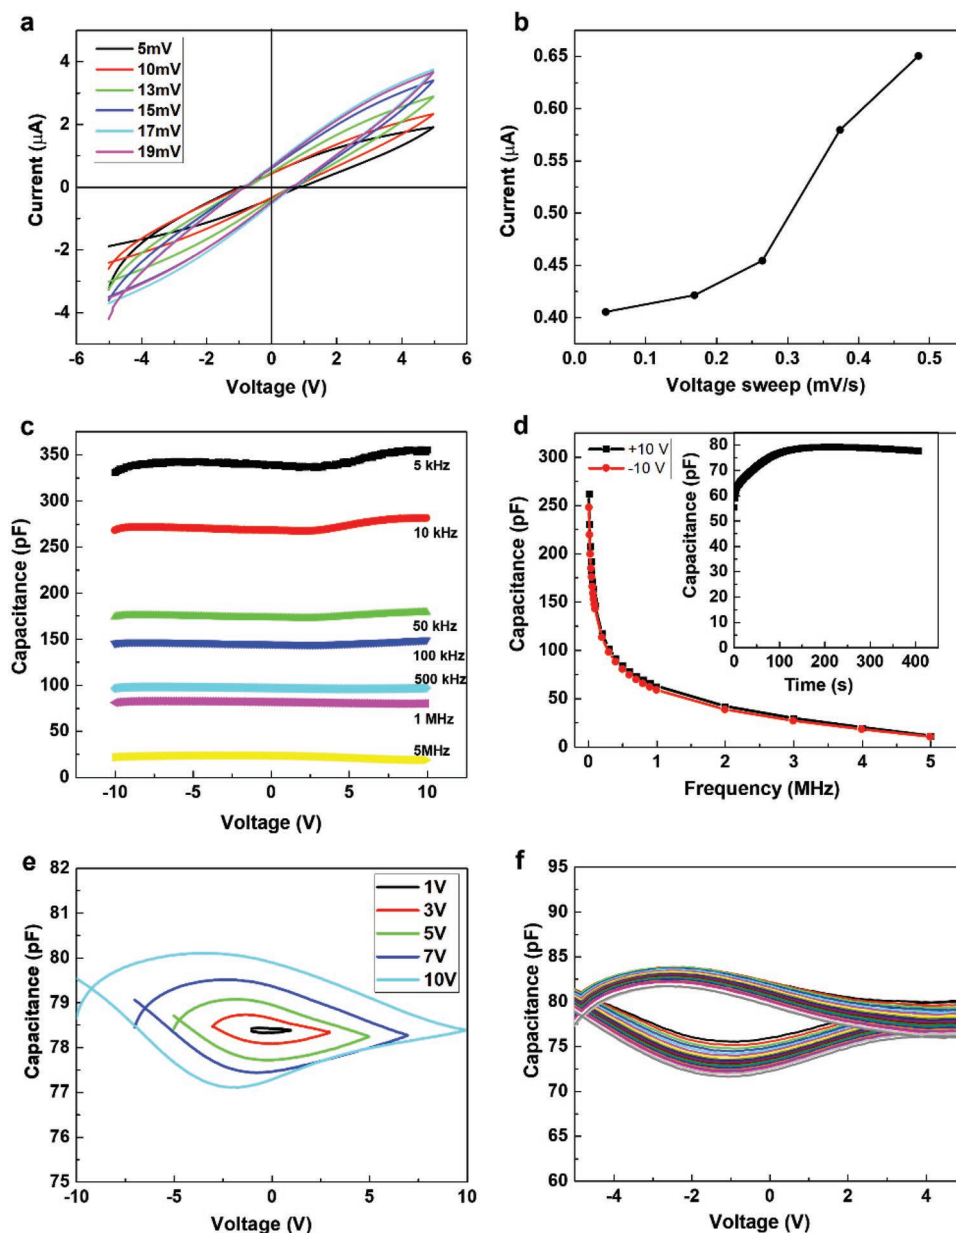 a
5mV
10mV
13mV
15mV
17mV
19mV
4
2
0
-2
-4
Current (μA)
-6 -4 -2 0 2 4 6
Voltage (V)
b
0.65
0.60
0.55
0.50
0.45
0.40
Current (μA)
0.0 0.1 0.2 0.3 0.4 0.5
Voltage sweep (mV/s)
c
350
300
250
200
150
100
50
25
0
Capacitance (pF)
5 kHz
10 kHz
50 kHz
100 kHz
500 kHz
1 MHz
5MHz
-10 -5 0 5 10
Voltage (V)
d
+10 V
-10 V
300
250
200
150
100
50
0
Capacitance (pF)
0 1 2 3 4 5
Frequency (MHz)
90
80
70
60
50
40
30
20
10
0
Capacitance (pF)
0 100 200 300 400
Time (s)
e
1V
3V
5V
7V
10V
82
81
80
79
78
77
76
75
Capacitance (pF)
-10 -5 0 5 10
Voltage (V)
f
95
90
85
80
75
70
65
60
Capacitance (pF)
-4 -2 0 2 4
Voltage (V)